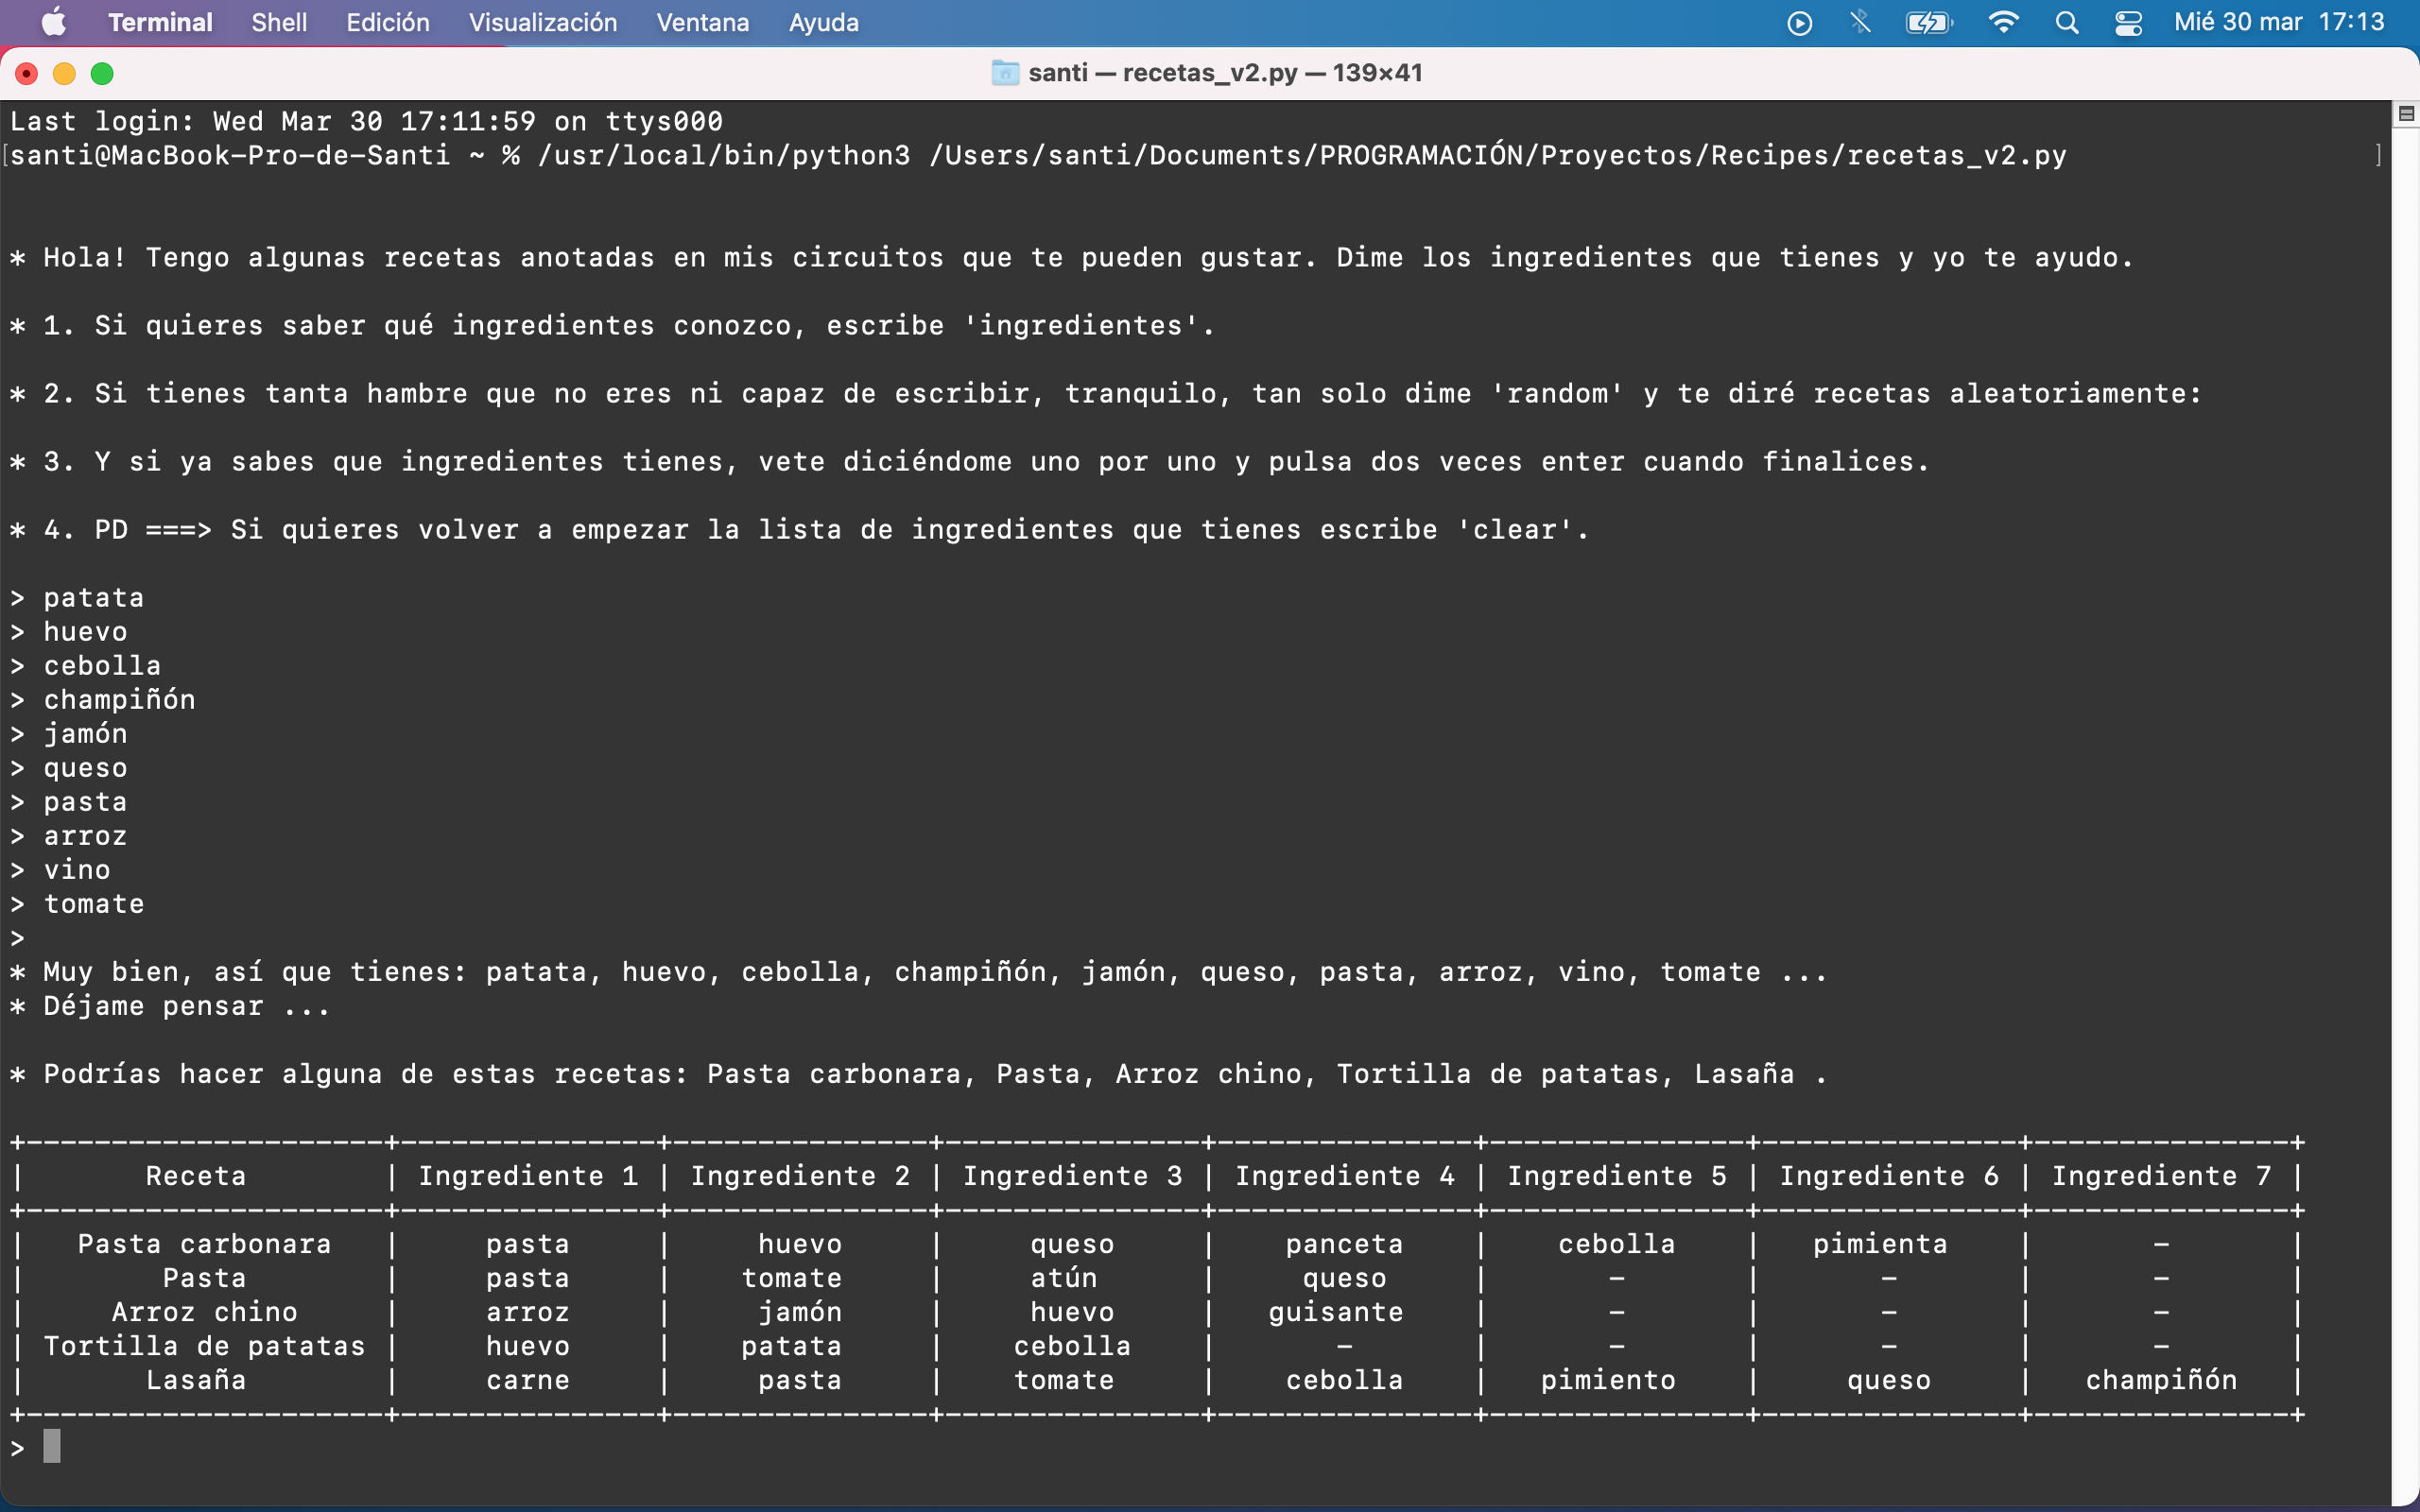 Terminal Shell Edición Visualización Ventana Ayuda Mié 30 mar 17:13
santi — recetas_v2.py — 139×41
Last login: Wed Mar 30 17:11:59 on ttys000
[santi@MacBook-Pro-de-Santi ~ % /usr/local/bin/python3 /Users/santi/Documents/PROGRAMACIÓN/Proyectos/Recipes/recetas_v2.py ]
* Hola! Tengo algunas recetas anotadas en mis circuitos que te pueden gustar. Dime los ingredientes que tienes y yo te ayudo.
* 1. Si quieres saber qué ingredientes conozco, escribe 'ingredientes'.
* 2. Si tienes tanta hambre que no eres ni capaz de escribir, tranquilo, tan solo dime 'random' y te diré recetas aleatoriamente:
* 3. Y si ya sabes que ingredientes tienes, vete diciéndome uno por uno y pulsa dos veces enter cuando finalices.
* 4. PD ===> Si quieres volver a empezar la lista de ingredientes que tienes escribe 'clear'.
> patata
> huevo
> cebolla
> champiñón
> jamón
> queso
> pasta
> arroz
> vino
> tomate
>
* Muy bien, así que tienes: patata, huevo, cebolla, champiñón, jamón, queso, pasta, arroz, vino, tomate ...
* Déjame pensar ...
* Podrías hacer alguna de estas recetas: Pasta carbonara, Pasta, Arroz chino, Tortilla de patatas, Lasaña .
+---------------------+---------------+---------------+---------------+---------------+---------------+---------------+---------------+
| Receta | Ingrediente 1 | Ingrediente 2 | Ingrediente 3 | Ingrediente 4 | Ingrediente 5 | Ingrediente 6 | Ingrediente 7 |
+---------------------+---------------+---------------+---------------+---------------+---------------+---------------+---------------+
| Pasta carbonara | pasta | huevo | queso | panceta | cebolla | pimienta | - |
| Pasta | pasta | tomate | atún | queso | - | - | - |
| Arroz chino | arroz | jamón | huevo | guisante | - | - | - |
| Tortilla de patatas | huevo | patata | cebolla | - | - | - | - |
| Lasaña | carne | pasta | tomate | cebolla | pimiento | queso | champiñón |
+---------------------+---------------+---------------+---------------+---------------+---------------+---------------+---------------+
>